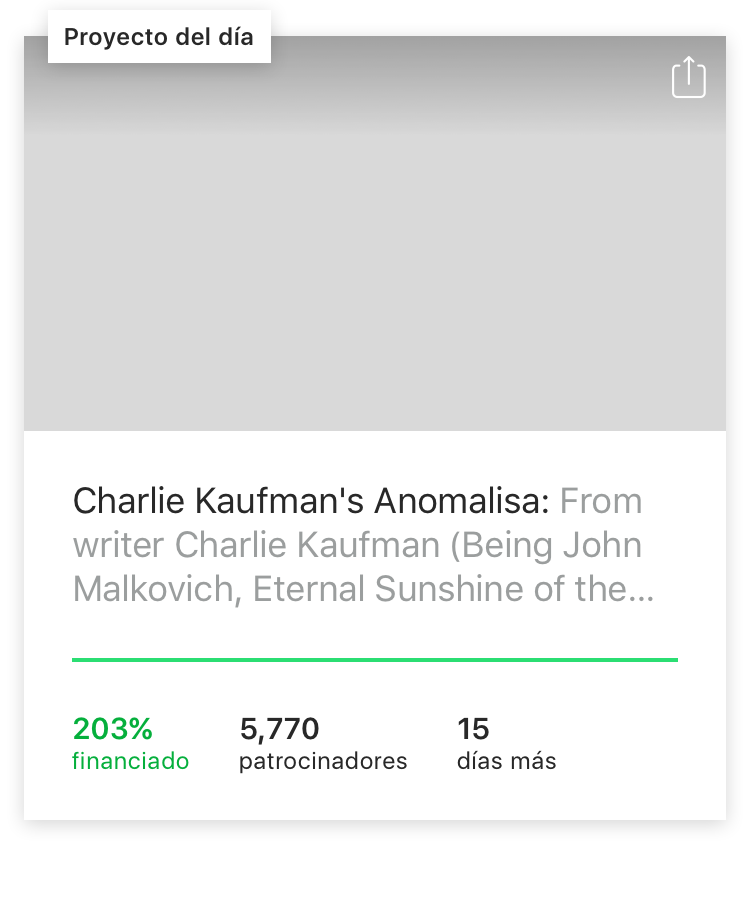 Proyecto del día
Charlie Kaufman's Anomalisa: From
writer Charlie Kaufman (Being John
Malkovich, Eternal Sunshine of the...
203%
financiado
5,770
patrocinadores
15
días más